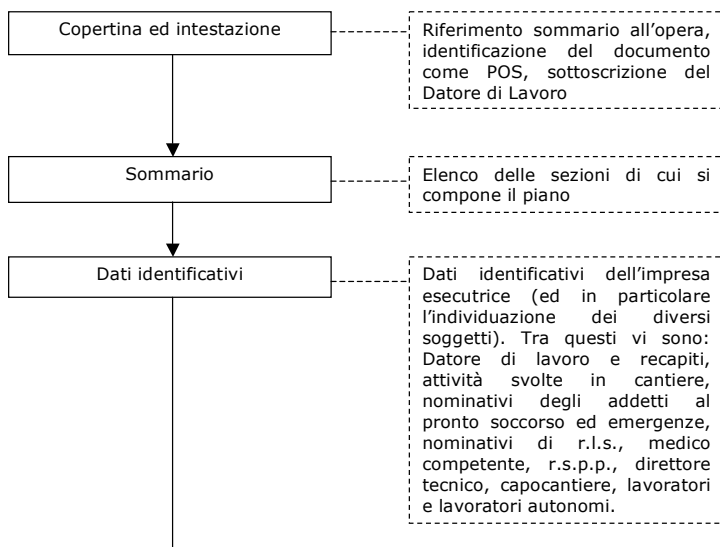 Copertina ed intestazione
Riferimento sommario all'opera,
identificazione del documento
come POS, sottoscrizione del
Datore di Lavoro
Sommario
Elenco delle sezioni di cui si
compone il piano
Dati identificativi
Dati identificativi dell'impresa
esecutrice (ed in particolare
l'individuazione dei diversi
soggetti). Tra questi vi sono:
Datore di lavoro e recapiti,
attività svolte in cantiere,
nominativi degli addetti al
pronto soccorso ed emergenze,
nominativi di r.l.s., medico
competente, r.s.p.p., direttore
tecnico, capocantiere, lavoratori
e lavoratori autonomi.